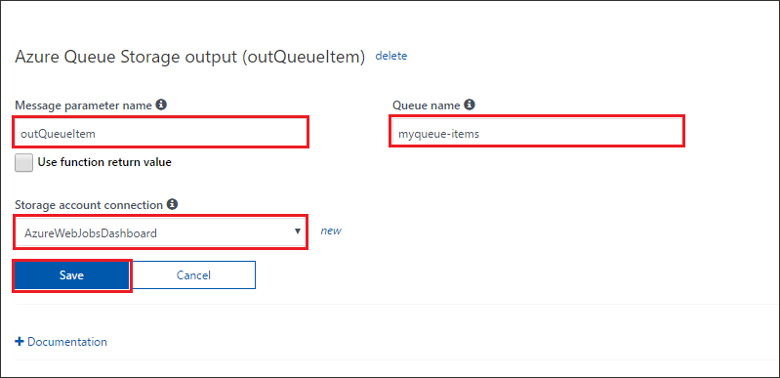 Azure Queue Storage output (outQueueItem) delete
Message parameter name
Queue name
outQueueItem
myqueue-items
Use function return value
Storage account connection
AzureWebJobsDashboard
new
Save
Cancel
Documentation